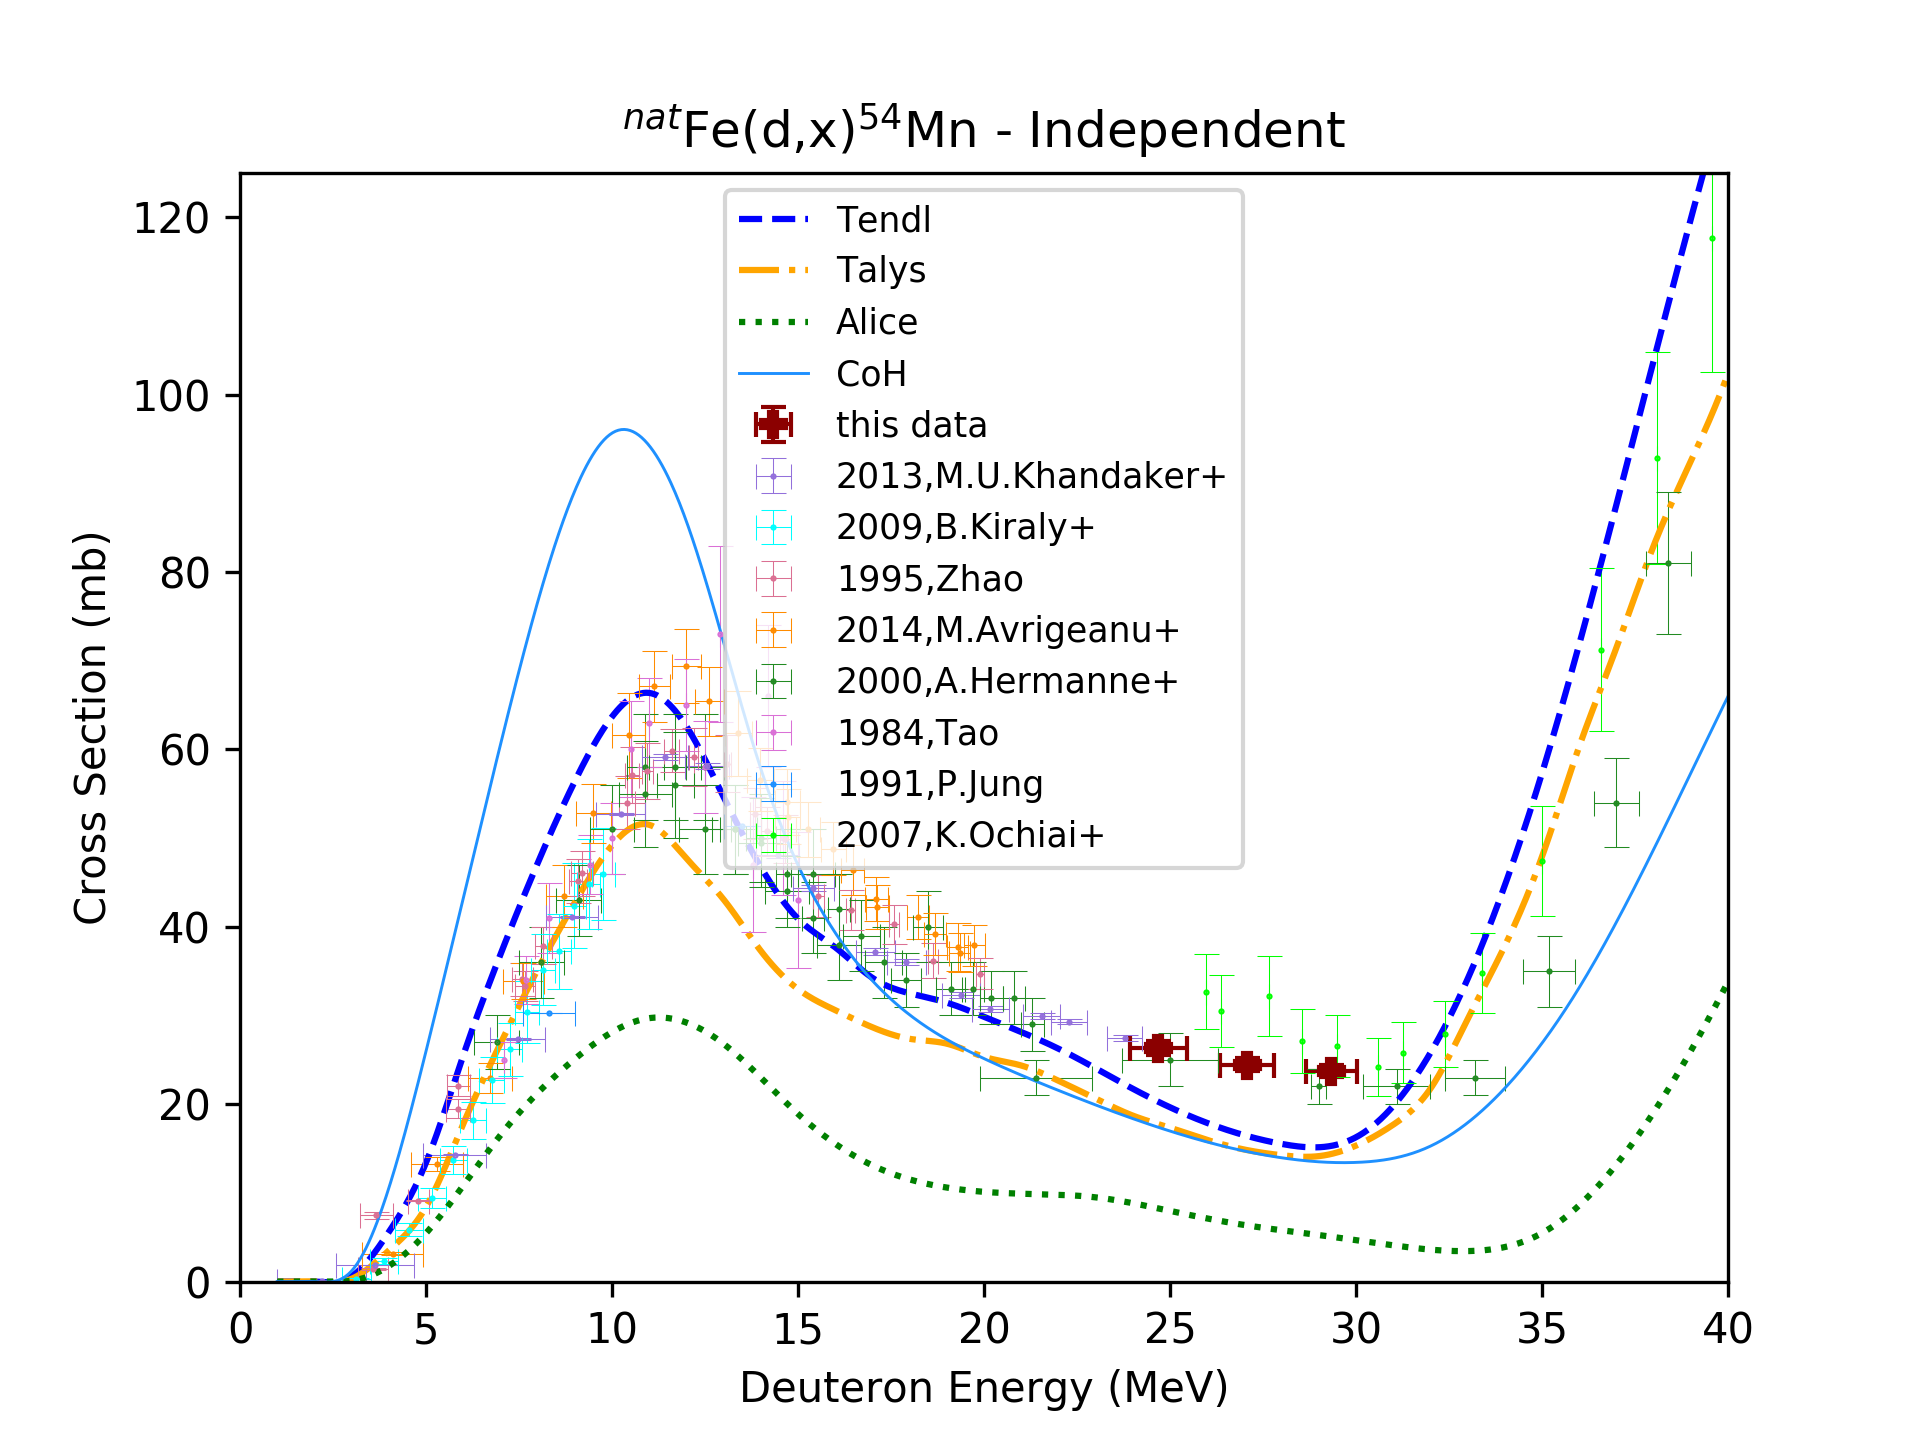 natFe(d,x)54Mn - Independent
Tendl
Talys
Alice
CoH
this data
2013,M.U.Khandaker+
2009,B.Kiraly+
1995,Zhao
2014,M.Avrigeanu+
2000,A.Hermanne+
1984,Tao
1991,P.Jung
2007,K.Ochiai+
Cross Section (mb)
120
100
80
60
40
20
0
0 5 10 15 20 25 30 35 40
Deuteron Energy (MeV)